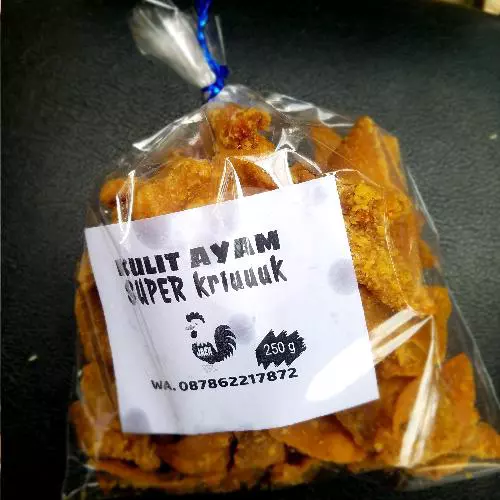 KULIT AYAM
SUPER kriuuuk
250 g
WA. 087862217872